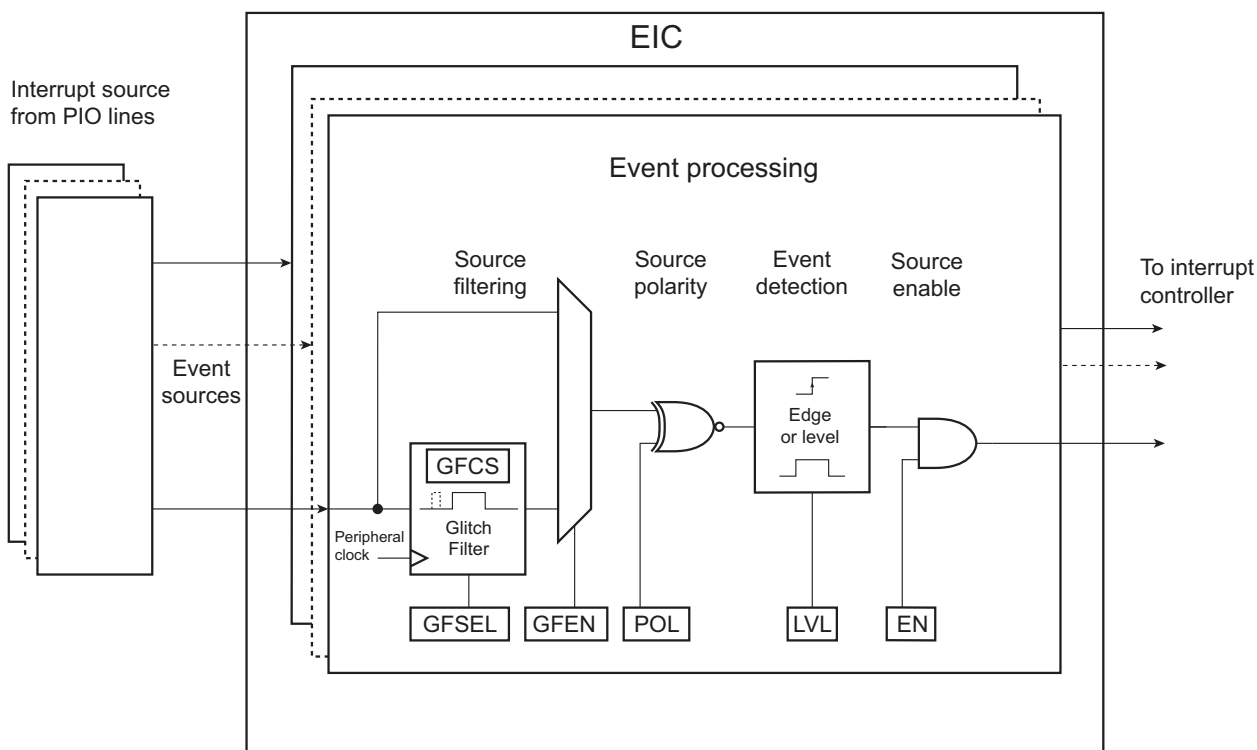 EIC
Interrupt source
from PIO lines
Event processing
Source
filtering
Source
polarity
Event
detection
Source
enable
To interrupt
controller
Event
sources
Edge
or level
GFCS
Glitch
Filter
Peripheral
clock
GFSEL
GFEN
POL
LVL
EN